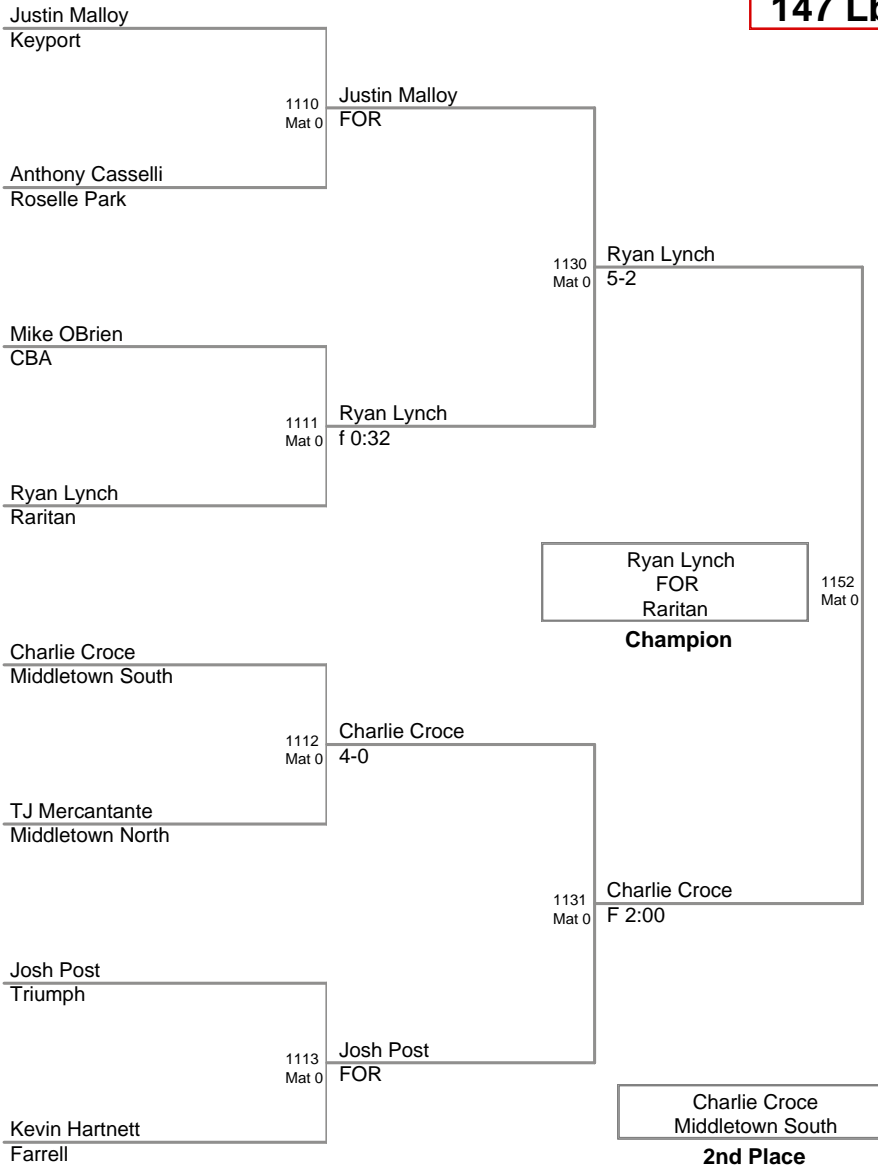 147 Lb
Justin Malloy
Keyport
1110
Mat 0
Justin Malloy
FOR
Anthony Casselli
Roselle Park
1130
Mat 0
Ryan Lynch
5-2
Mike OBrien
CBA
1111
Mat 0
Ryan Lynch
f 0:32
Ryan Lynch
Raritan
Ryan Lynch
FOR
Raritan
Champion
1152
Mat 0
Charlie Croce
Middletown South
1112
Mat 0
Charlie Croce
4-0
TJ Mercantante
Middletown North
1131
Mat 0
Charlie Croce
F 2:00
Josh Post
Triumph
1113
Mat 0
Josh Post
FOR
Kevin Hartnett
Farrell
Charlie Croce
Middletown South
2nd Place